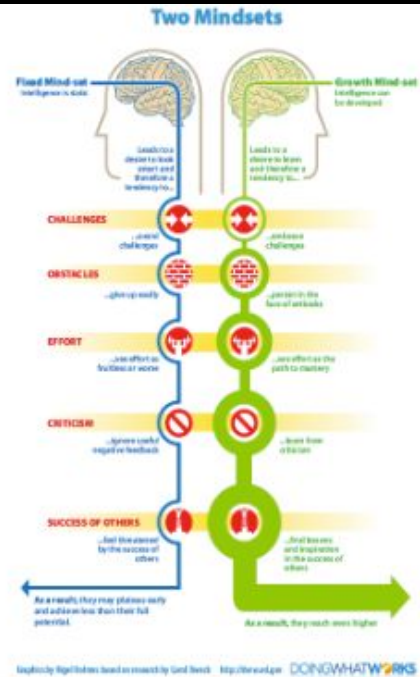 Two Mindsets
Fixed Mind-set
Intelligence is static
Growth Mind-set
Intelligence can
be developed
Leads to a
desire to look
smart and
therefore a
tendency to...
Leads to a
desire to learn
and therefore a
tendency to...
CHALLENGES
...avoid
challenges
...embrace
challenges
OBSTACLES
...give up easily
...persist in the
face of setbacks
EFFORT
...see effort as
fruitless or worse
...see effort as the
path to mastery
CRITICISM
...ignore useful
negative feedback
...learn from
criticism
SUCCESS OF OTHERS
...feel threatened
by the success of
others
...find lessons
and inspiration
in the success of
others
As a result, they may plateau early
and achieve less than their full
potential.
As a result, they reach even higher
Graphics by Nigel Holmes based on research by Carol Dweck
DOINGWHATWORKS